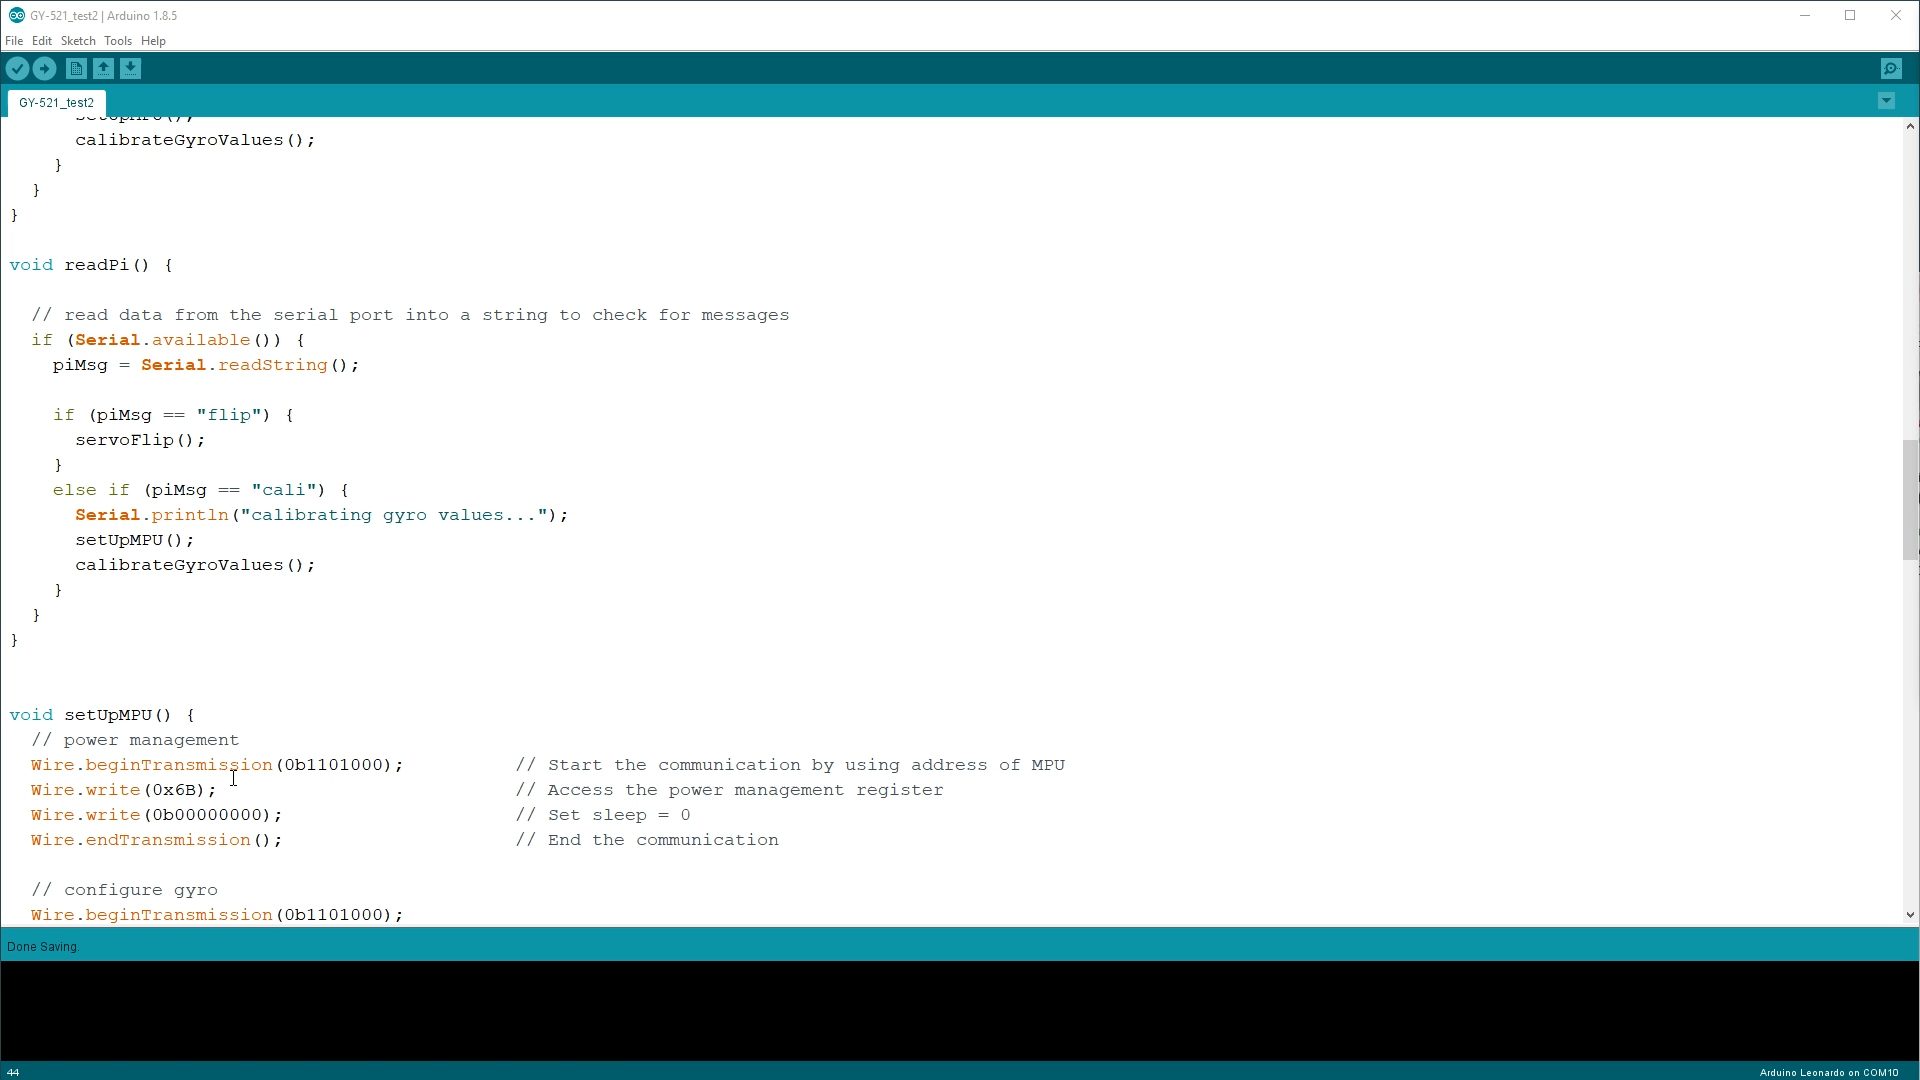 GY-521_test2 | Arduino 1.8.5
File Edit Sketch Tools Help
GY-521_test2
setUpMPU();
calibrateGyroValues();
}
}
}
void readPi() {
// read data from the serial port into a string to check for messages
if (Serial.available()) {
piMsg = Serial.readString();
if (piMsg == "flip") {
servoFlip();
}
else if (piMsg == "cali") {
Serial.println("calibrating gyro values...");
setUpMPU();
calibrateGyroValues();
}
}
}
void setUpMPU() {
// power management
Wire.beginTransmission(0b1101000); // Start the communication by using address of MPU
Wire.write(0x6B); // Access the power management register
Wire.write(0b00000000); // Set sleep = 0
Wire.endTransmission(); // End the communication
// configure gyro
Wire.beginTransmission(0b1101000);
Done Saving.
44 Arduino Leonardo on COM10